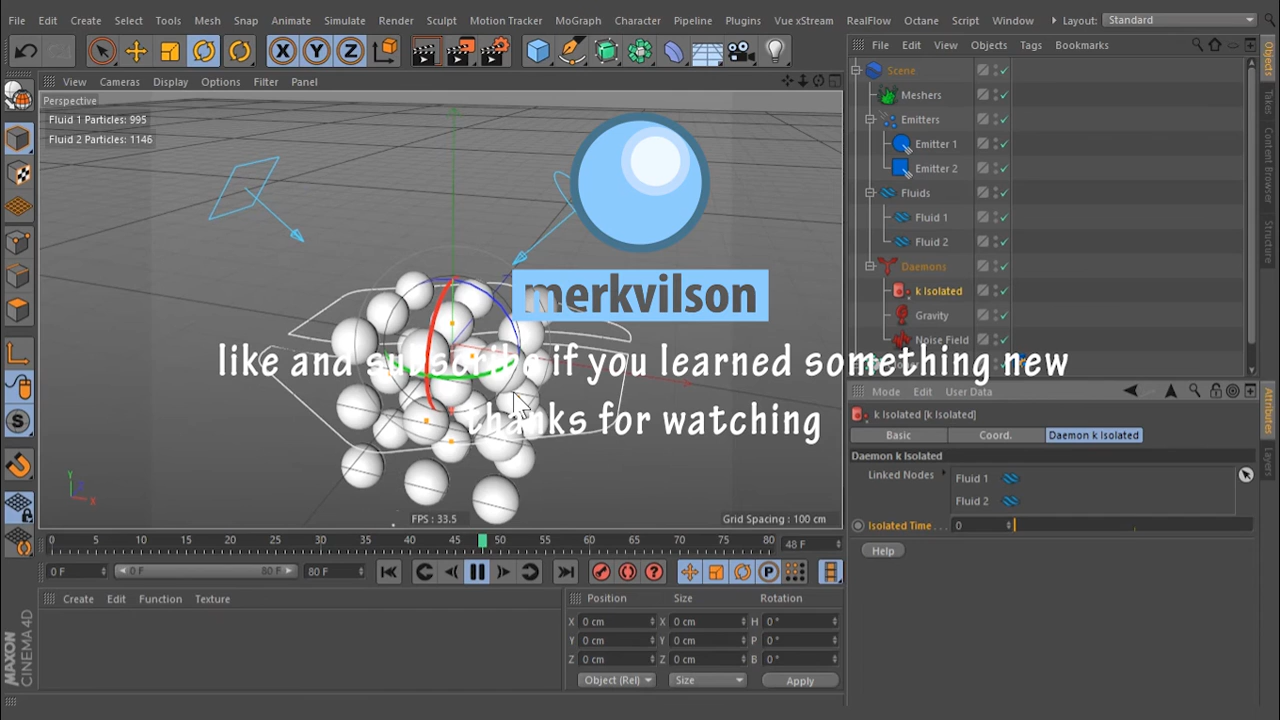 File Edit Create Select Tools Mesh Snap Animate Simulate Render Sculpt Motion Tracker MoGraph Character Pipeline Plugins Vue xStream RealFlow Octane Script Window Layout: Standard
X Y Z
View Cameras Display Options Filter Panel
Perspective
Fluid 1 Particles: 995
Fluid 2 Particles: 1146
merkvilson
like and subscribe if you learned something new
thanks for watching
Y
X
FPS : 33.5
Grid Spacing : 100 cm
S
0 5 10 15 20 25 30 35 40 45 50 55 60 65 70 75 80 48 F
0 F 0 F 80 F 80 F
P
Create Edit Function Texture
MAXON
CINEMA 4D
Position Size Rotation
X 0 cm X 0 cm H 0 °
Y 0 cm Y 0 cm P 0 °
Z 0 cm Z 0 cm B 0 °
Object (Rel) Size Apply
File Edit View Objects Tags Bookmarks
Scene
Meshers
Emitters
Emitter 1
Emitter 2
Fluids
Fluid 1
Fluid 2
Daemons
k Isolated
Gravity
Noise Field
Mode Edit User Data
k Isolated [k Isolated]
Basic Coord. Daemon k Isolated
Daemon k Isolated
Linked Nodes Fluid 1
Fluid 2
Isolated Time . . . 0
Help
Objects
Takes
Content Browser
Structure
Attributes
Layers